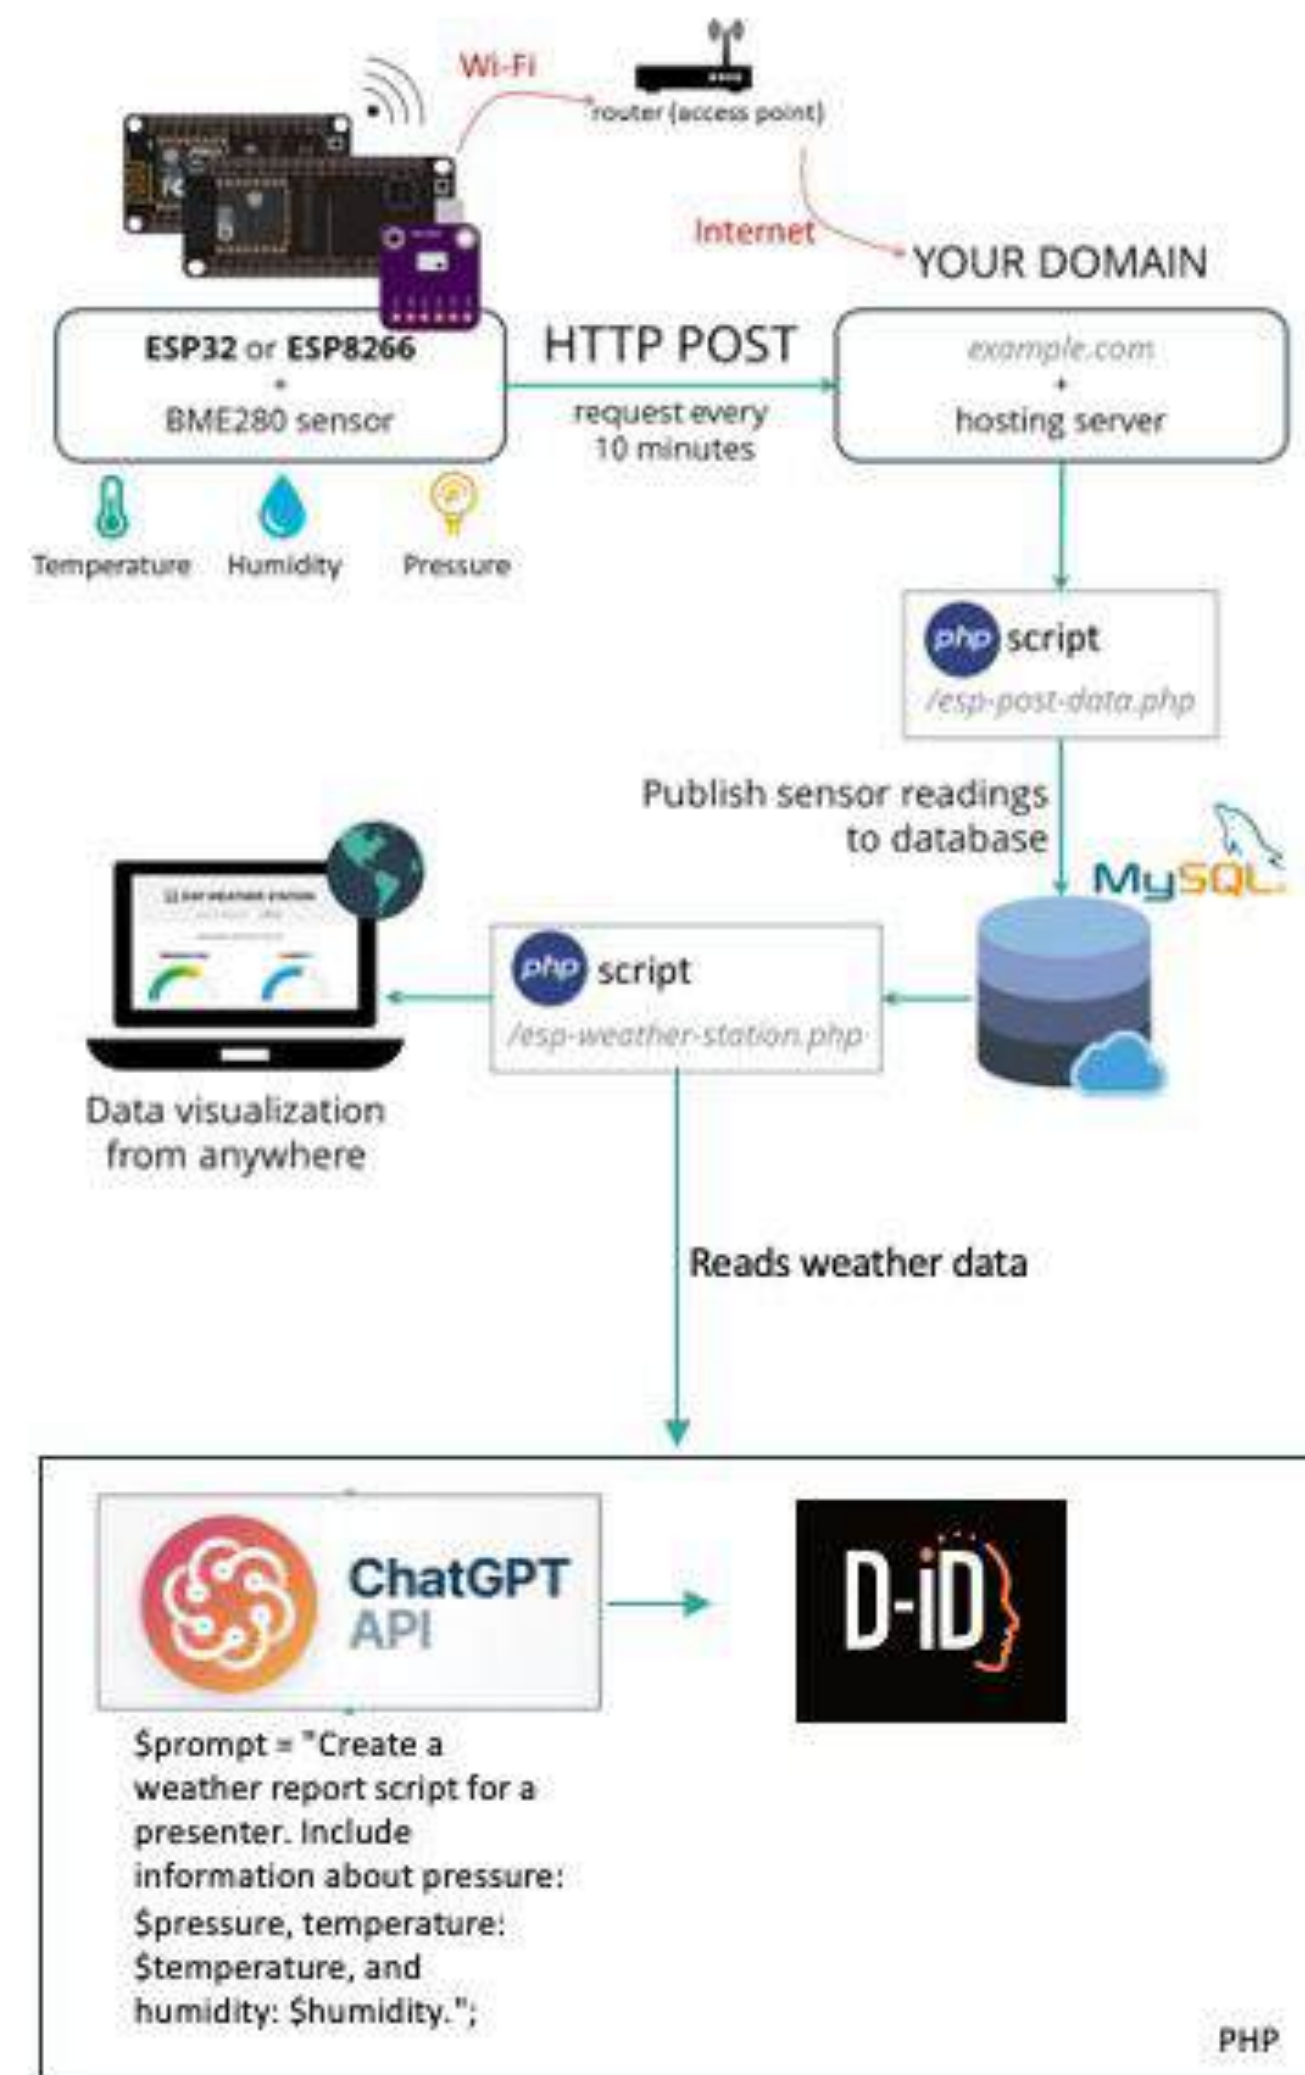 Wi-Fi
router (access point)
Internet
YOUR DOMAIN
ESP32 or ESP8266
+
BME280 sensor
HTTP POST
request every
10 minutes
example.com
+
hosting server
Temperature
Humidity
Pressure
php script
/esp-post-data.php
Publish sensor readings
to database
MySQL
ESP WEATHER STATION
php script
/esp-weather-station.php
Data visualization
from anywhere
Reads weather data
ChatGPT
API
D-iD
$prompt = "Create a
weather report script for a
presenter. Include
information about pressure:
$pressure, temperature:
$temperature, and
humidity: $humidity.";
PHP